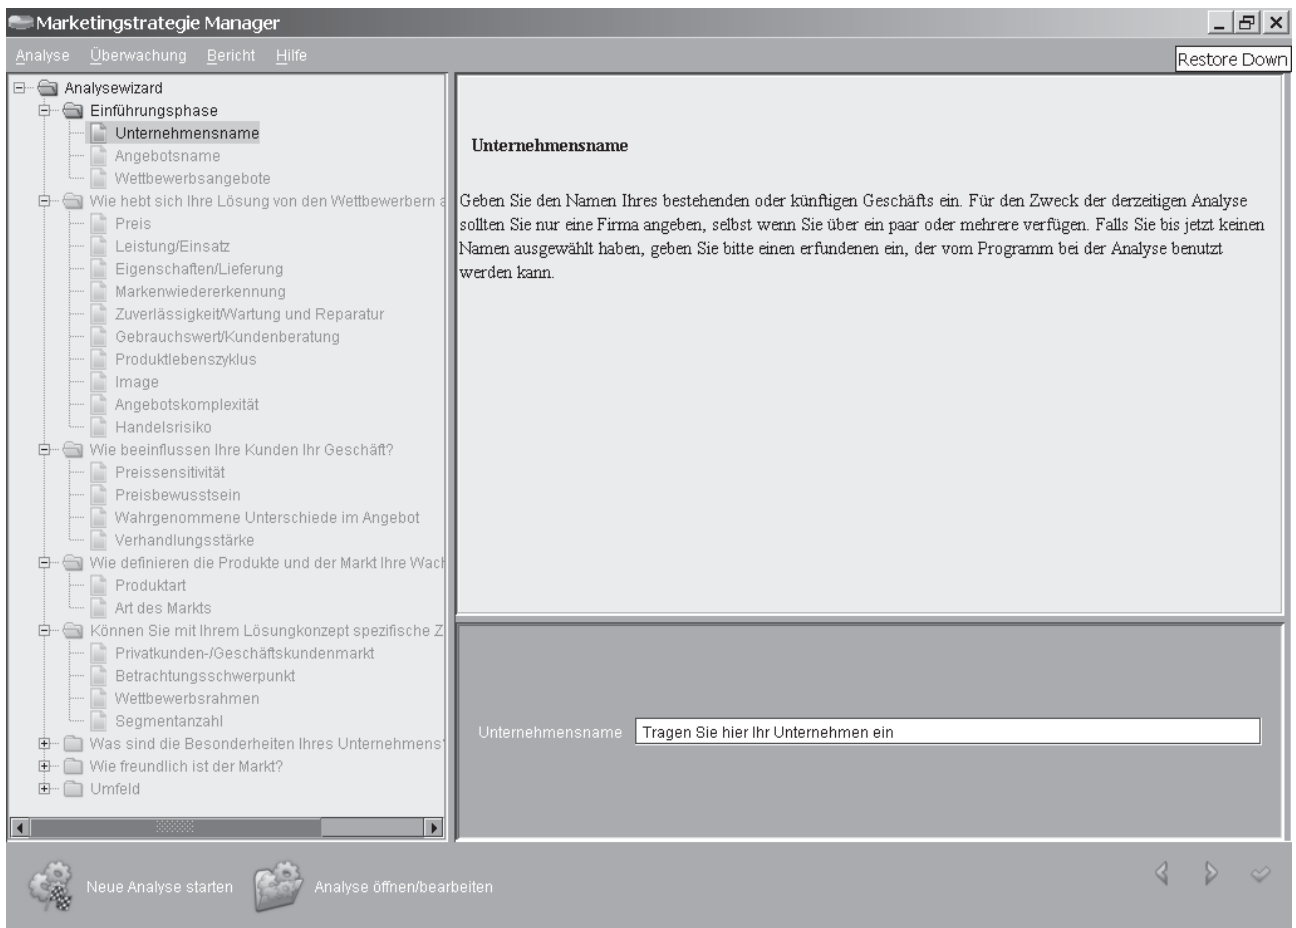 Marketingstrategie Manager
Analyse Überwachung Bericht Hilfe
Restore Down
Analysewizard
Einführungsphase
Unternehmensname
Angebotsname
Wettbewerbsangebote
Wie hebt sich Ihre Lösung von den Wettbewerbern a
Preis
Leistung/Einsatz
Eigenschaften/Lieferung
Markenwiedererkennung
Zuverlässigkeit/Wartung und Reparatur
Gebrauchswert/Kundenberatung
Produktlebenszyklus
Image
Angebotskomplexität
Handelsrisiko
Wie beeinflussen Ihre Kunden Ihr Geschäft?
Preissensitivität
Preisbewusstsein
Wahrgenommene Unterschiede im Angebot
Verhandlungsstärke
Wie definieren die Produkte und der Markt Ihre Wach
Produktart
Art des Markts
Können Sie mit Ihrem Lösungkonzept spezifische Z
Privatkunden-/Geschäftskundenmarkt
Betrachtungsschwerpunkt
Wettbewerbsrahmen
Segmentanzahl
Was sind die Besonderheiten Ihres Unternehmens?
Wie freundlich ist der Markt?
Umfeld
Unternehmensname
Geben Sie den Namen Ihres bestehenden oder künftigen Geschäfts ein. Für den Zweck der derzeitigen Analyse
sollten Sie nur eine Firma angeben, selbst wenn Sie über ein paar oder mehrere verfügen. Falls Sie bis jetzt keinen
Namen ausgewählt haben, geben Sie bitte einen erfundenen ein, der vom Programm bei der Analyse benutzt
werden kann.
Unternehmensname Tragen Sie hier Ihr Unternehmen ein
Neue Analyse starten Analyse öffnen/bearbeiten